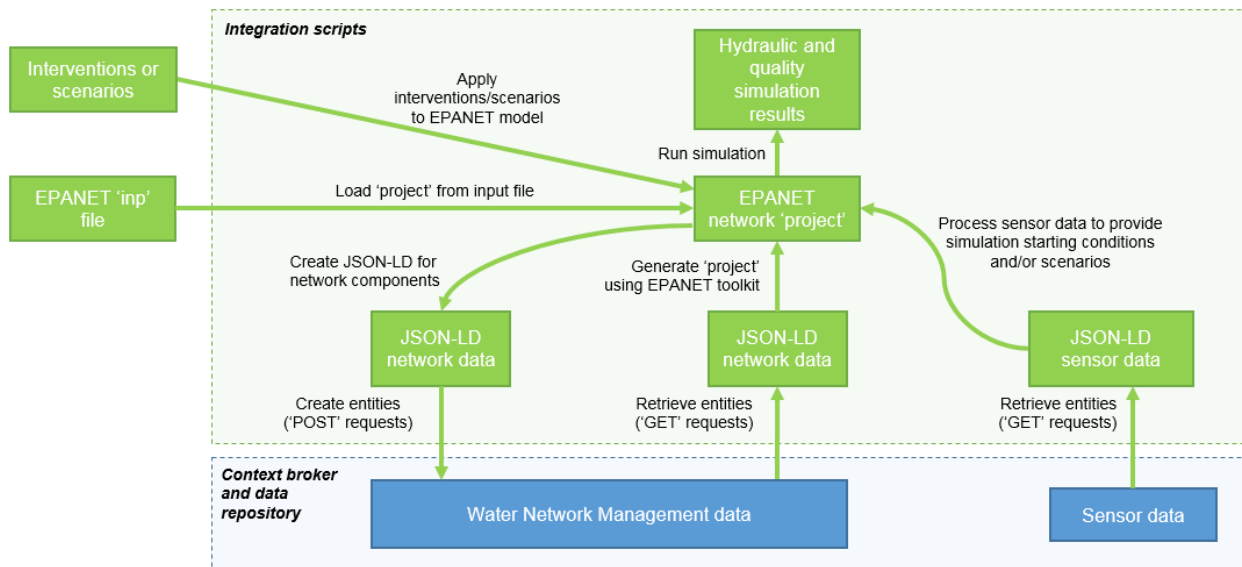 Integration scripts
Interventions or
scenarios
Hydraulic and
quality
simulation
results
Apply
interventions/scenarios
to EPANET model
Run simulation
EPANET ‘inp’
file
Load ‘project’ from input file
EPANET
network ‘project’
Process sensor data to provide
simulation starting conditions
and/or scenarios
Create JSON-LD for
network components
Generate ‘project’
using EPANET toolkit
JSON-LD
network data
JSON-LD
network data
JSON-LD
sensor data
Create entities
(‘POST’ requests)
Retrieve entities
(‘GET’ requests)
Retrieve entities
(‘GET’ requests)
Context broker
and data
repository
Water Network Management data
Sensor data